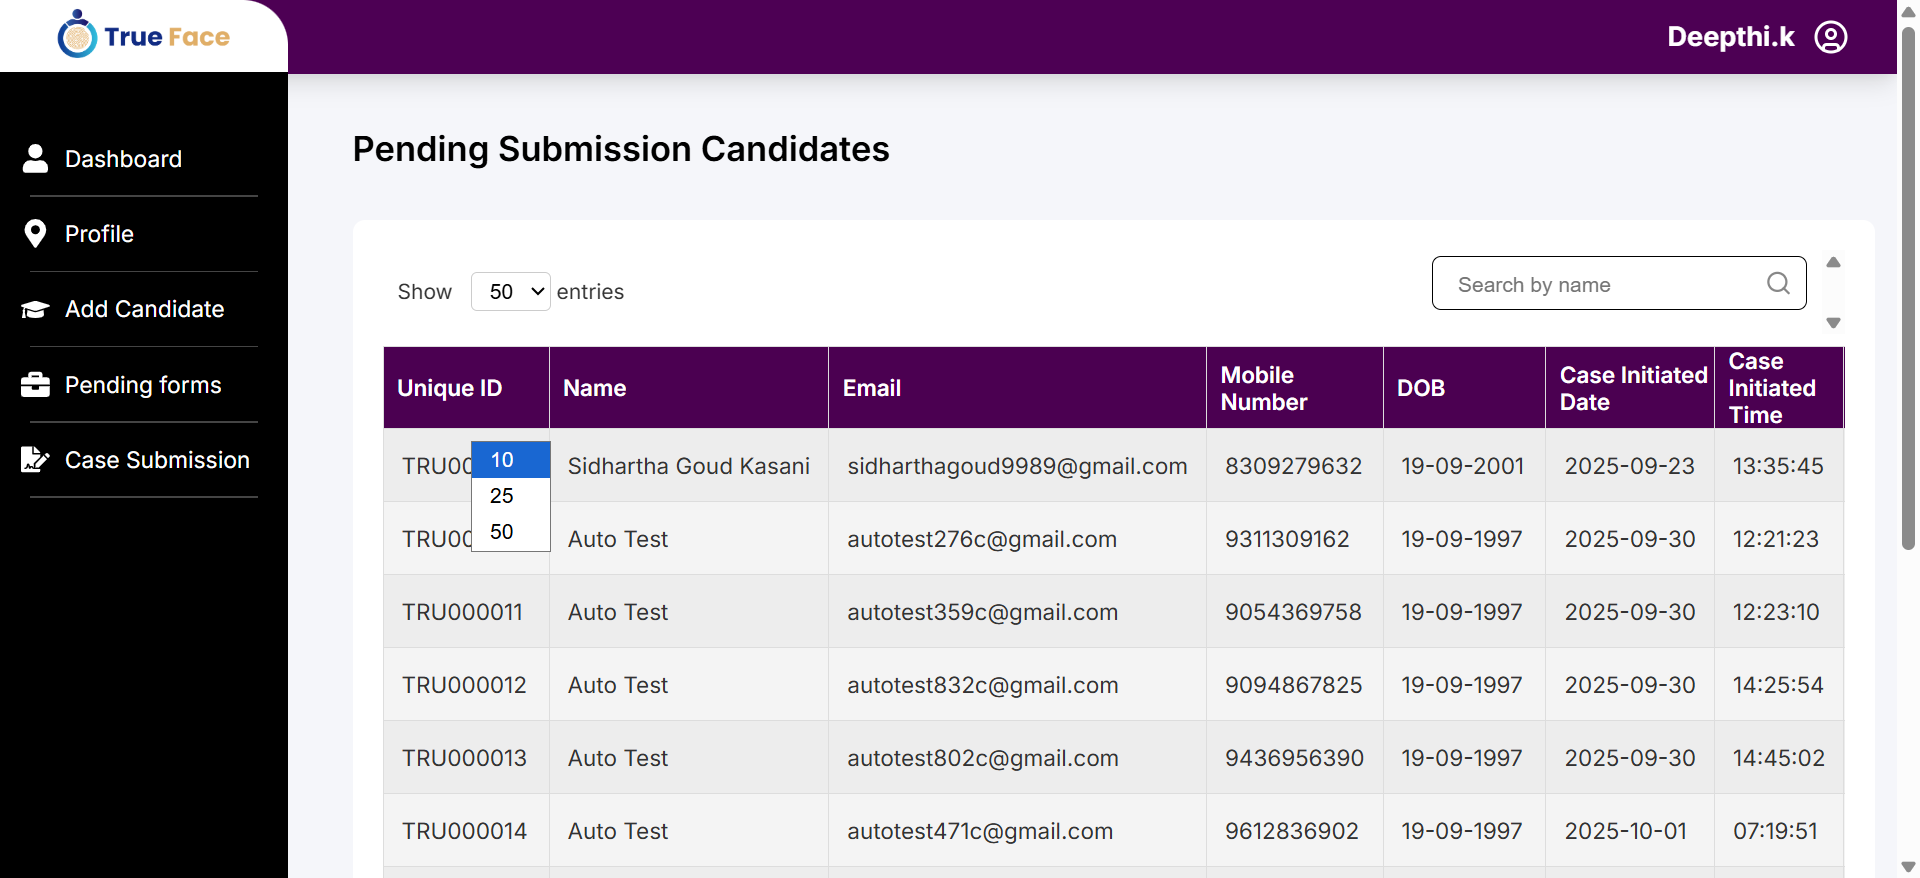 True Face
Deepthi.k
Dashboard
Profile
Add Candidate
Pending forms
Case Submission
Pending Submission Candidates
Show 50 entries
Search by name
Unique ID Name Email Mobile Number DOB Case Initiated Date Case Initiated Time
10
25
50
TRU00 Sidhartha Goud Kasani sidharthagoud9989@gmail.com 8309279632 19-09-2001 2025-09-23 13:35:45
TRU00 Auto Test autotest276c@gmail.com 9311309162 19-09-1997 2025-09-30 12:21:23
TRU000011 Auto Test autotest359c@gmail.com 9054369758 19-09-1997 2025-09-30 12:23:10
TRU000012 Auto Test autotest832c@gmail.com 9094867825 19-09-1997 2025-09-30 14:25:54
TRU000013 Auto Test autotest802c@gmail.com 9436956390 19-09-1997 2025-09-30 14:45:02
TRU000014 Auto Test autotest471c@gmail.com 9612836902 19-09-1997 2025-10-01 07:19:51